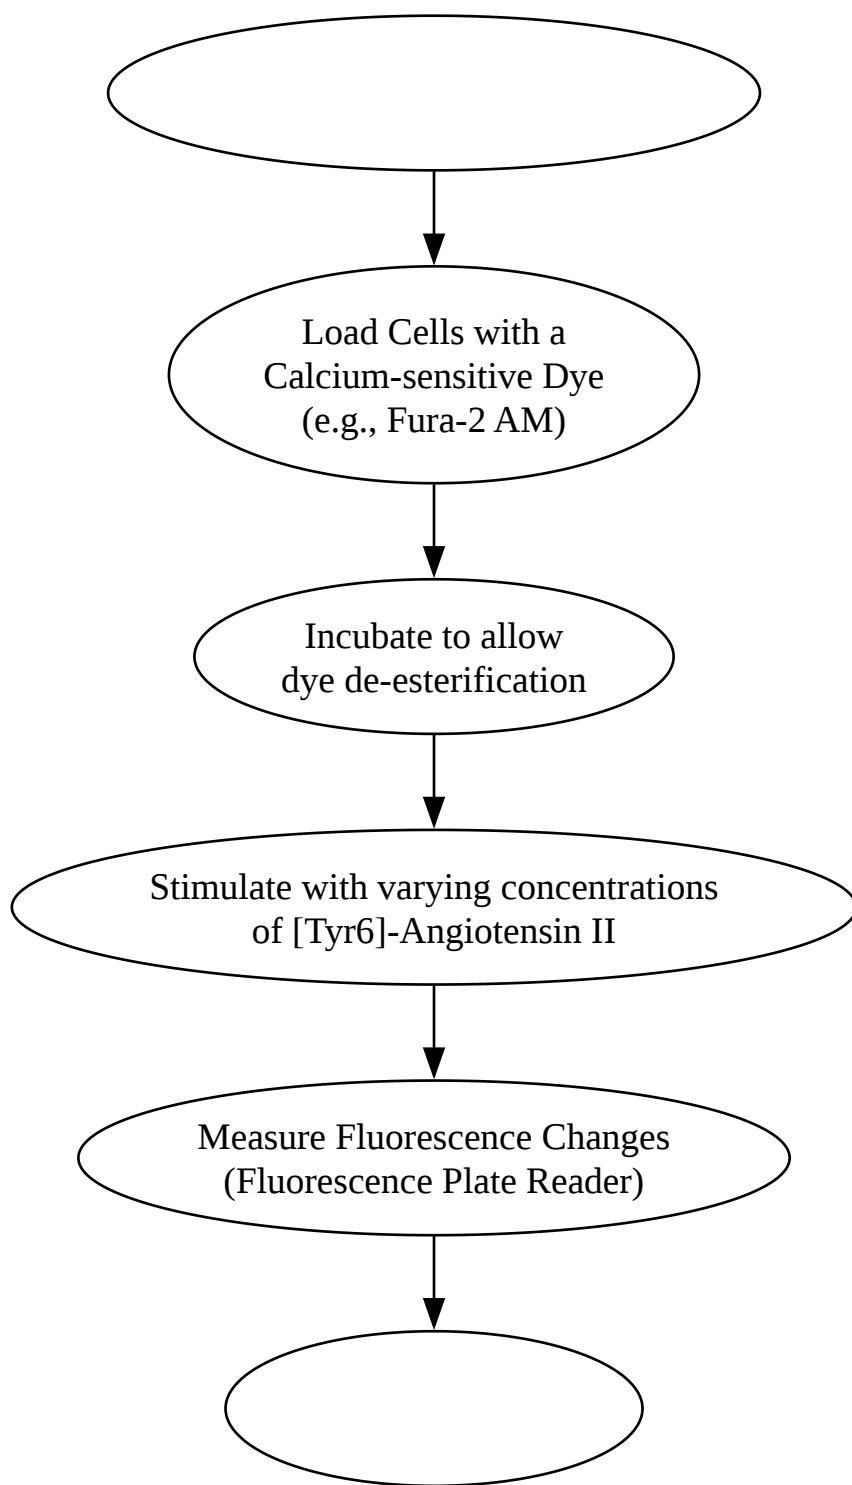 Load Cells with a
Calcium-sensitive Dye
(e.g., Fura-2 AM)
Incubate to allow
dye de-esterification
Stimulate with varying concentrations
of [Tyr6]-Angiotensin II
Measure Fluorescence Changes
(Fluorescence Plate Reader)